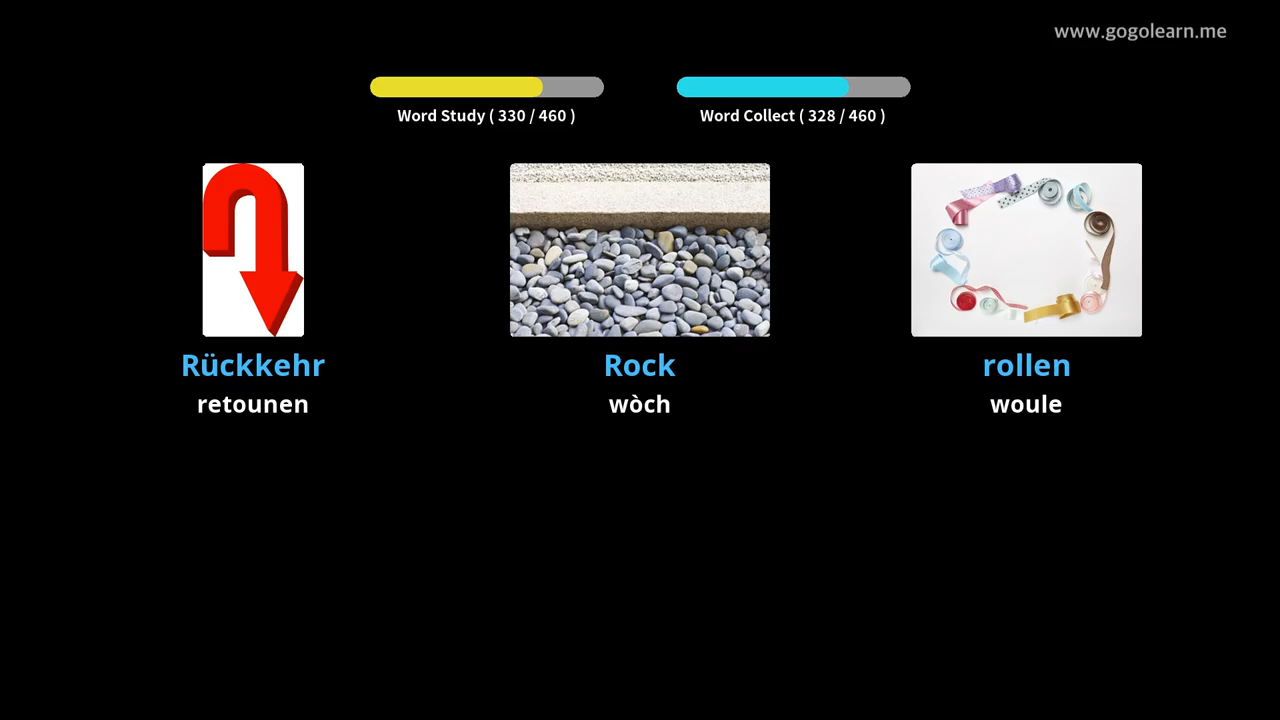 www.gogolearn.me
Word Study ( 330 / 460 )
Word Collect ( 328 / 460 )
Rückkehr
retounen
Rock
wòch
rollen
woule